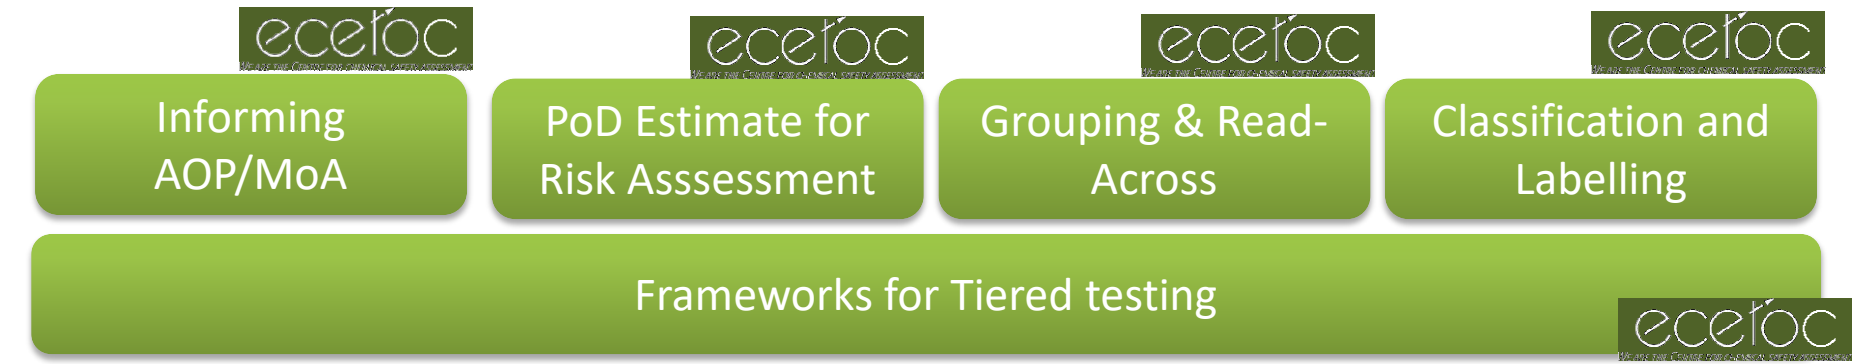 ecetoc
ecetoc
ecetoc
ecetoc
Informing
AOP/MoA
PoD Estimate for
Risk Asssessment
Grouping & Read-
Across
Classification and
Labelling
Frameworks for Tiered testing
ecetoc